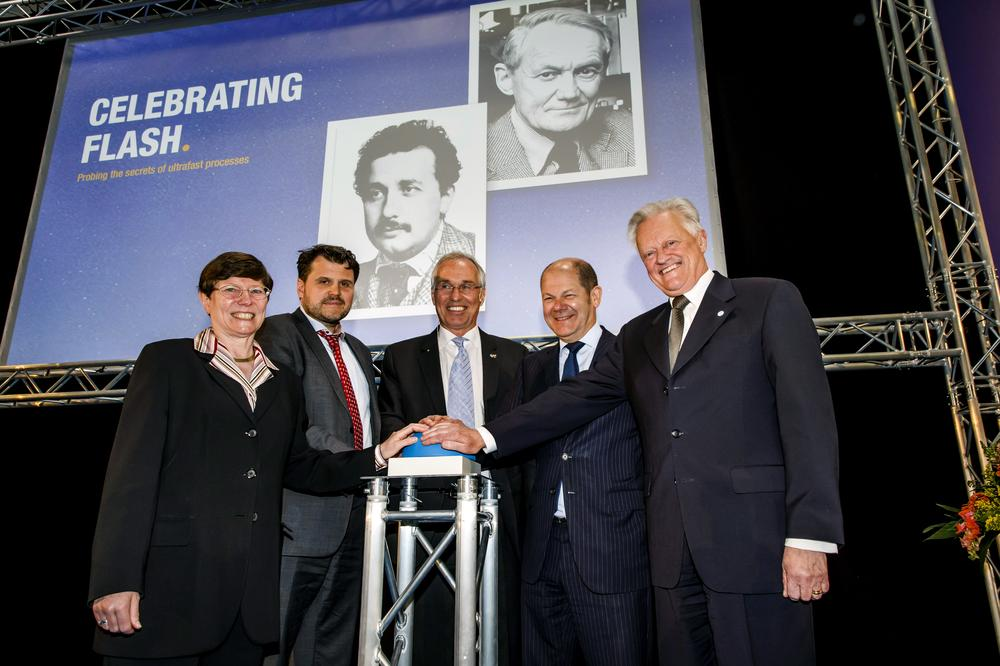 CELEBRATING
FLASH.
Probing the secrets of ultrafast processes